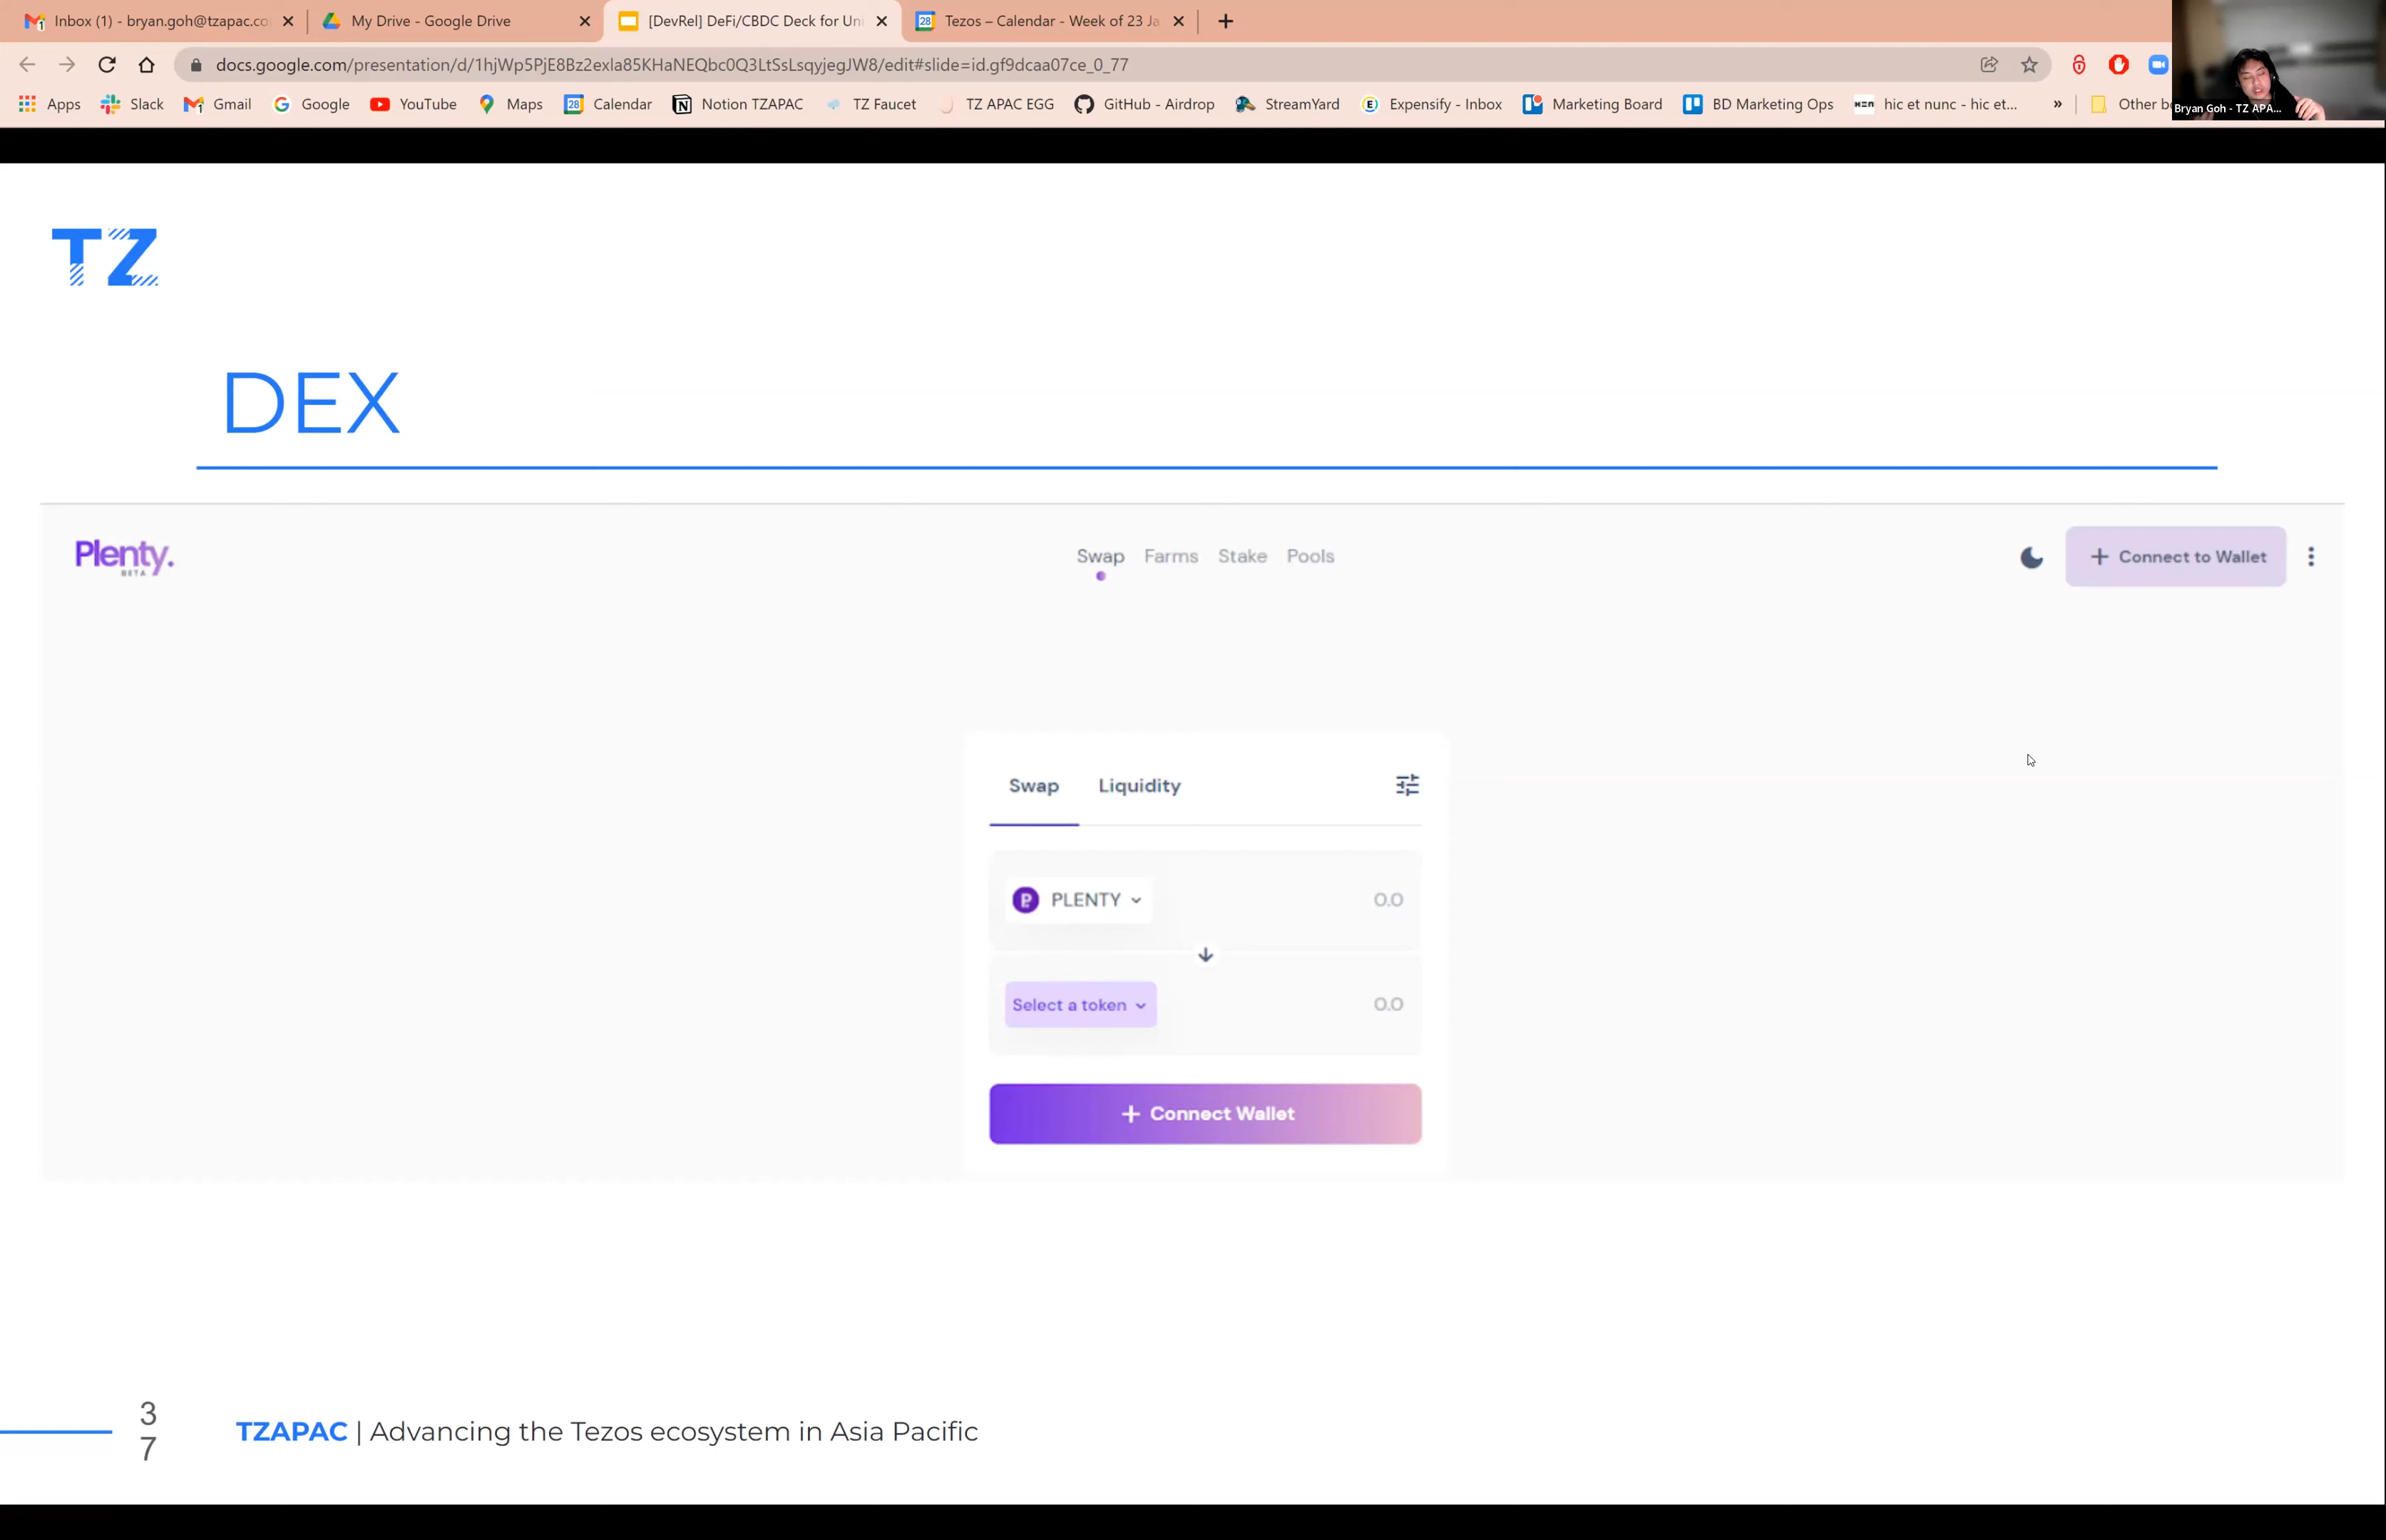 Inbox (1) - bryan.goh@tzapac.co
My Drive - Google Drive
[DevRel] DeFi/CBDC Deck for Uni
Tezos – Calendar - Week of 23 Ja
docs.google.com/presentation/d/1hjWp5PjE8Bz2exla85KHaNEQbc0Q3LtSsLsqyjegJW8/edit#slide=id.gf9dcaa07ce_0_77
Apps
Slack
Gmail
Google
YouTube
Maps
Calendar
Notion TZAPAC
TZ Faucet
TZ APAC EGG
GitHub - Airdrop
StreamYard
Expensify - Inbox
Marketing Board
BD Marketing Ops
hic et nunc - hic et...
»
Other b
Bryan Goh - TZ APA...
TZ
DEX
Plenty.
BETA
Swap Farms Stake Pools
+ Connect to Wallet
Swap Liquidity
PLENTY 0.0
Select a token 0.0
+ Connect Wallet
3
7
TZAPAC | Advancing the Tezos ecosystem in Asia Pacific